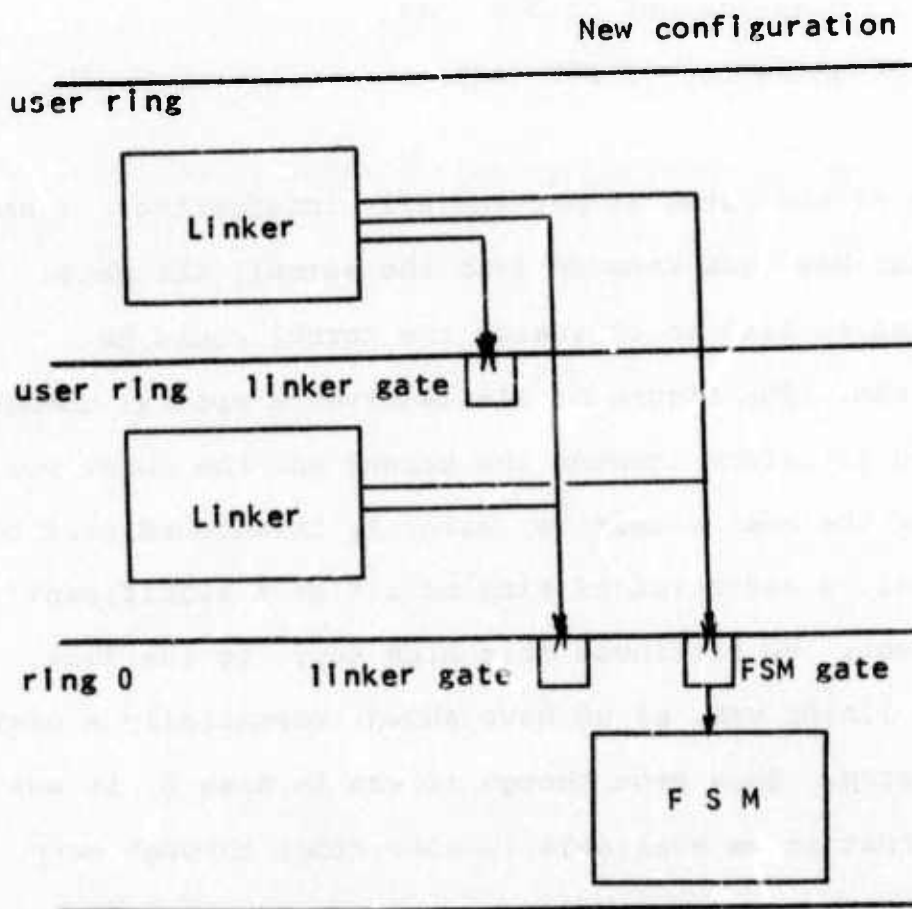 New configuration
user ring
Linker
user ring linker gate
Linker
ring 0 linker gate FSM gate
F S M